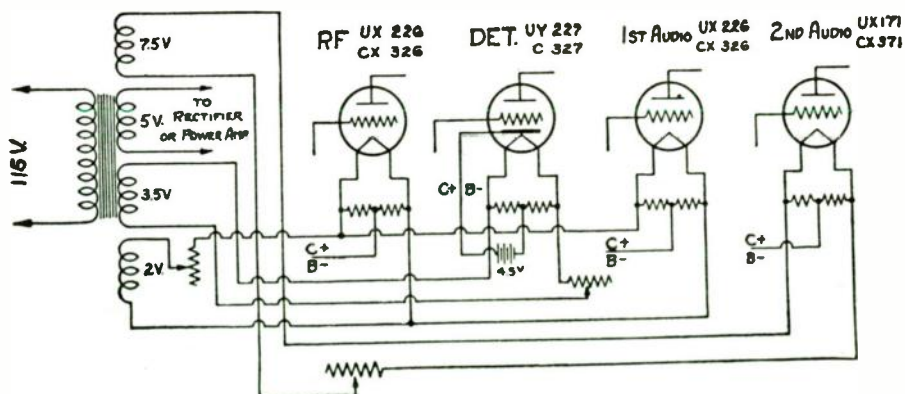 7.5V
RF UX 226
CX 326
DET. UY 227
C 327
1ST AUDIO UX 226
CX 326
2ND AUDIO UX171
CX371
115V.
5V.
TO
RECTIFIER
OR POWER AMP
3.5V
2V.
C+
B-
C+ B-
4.5V
C+
B-
C+
B-